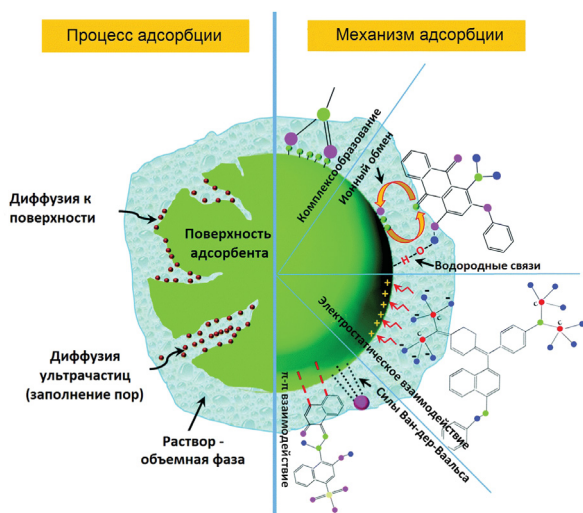 Процесс адсорбции
Механизм адсорбции
Диффузия к
поверхности
Поверхность
адсорбента
Диффузия
ультрачастиц
(заполнение пор)
Раствор -
объемная фаза
Комплексообразование
Ионный обмен
H
O
Водородные связи
Электростатическое взаимодействие
+
+
+
+
+
-
-
-
-
-
c
c
c
c
Силы Ван-дер-Ваальса
π-π взаимодействие